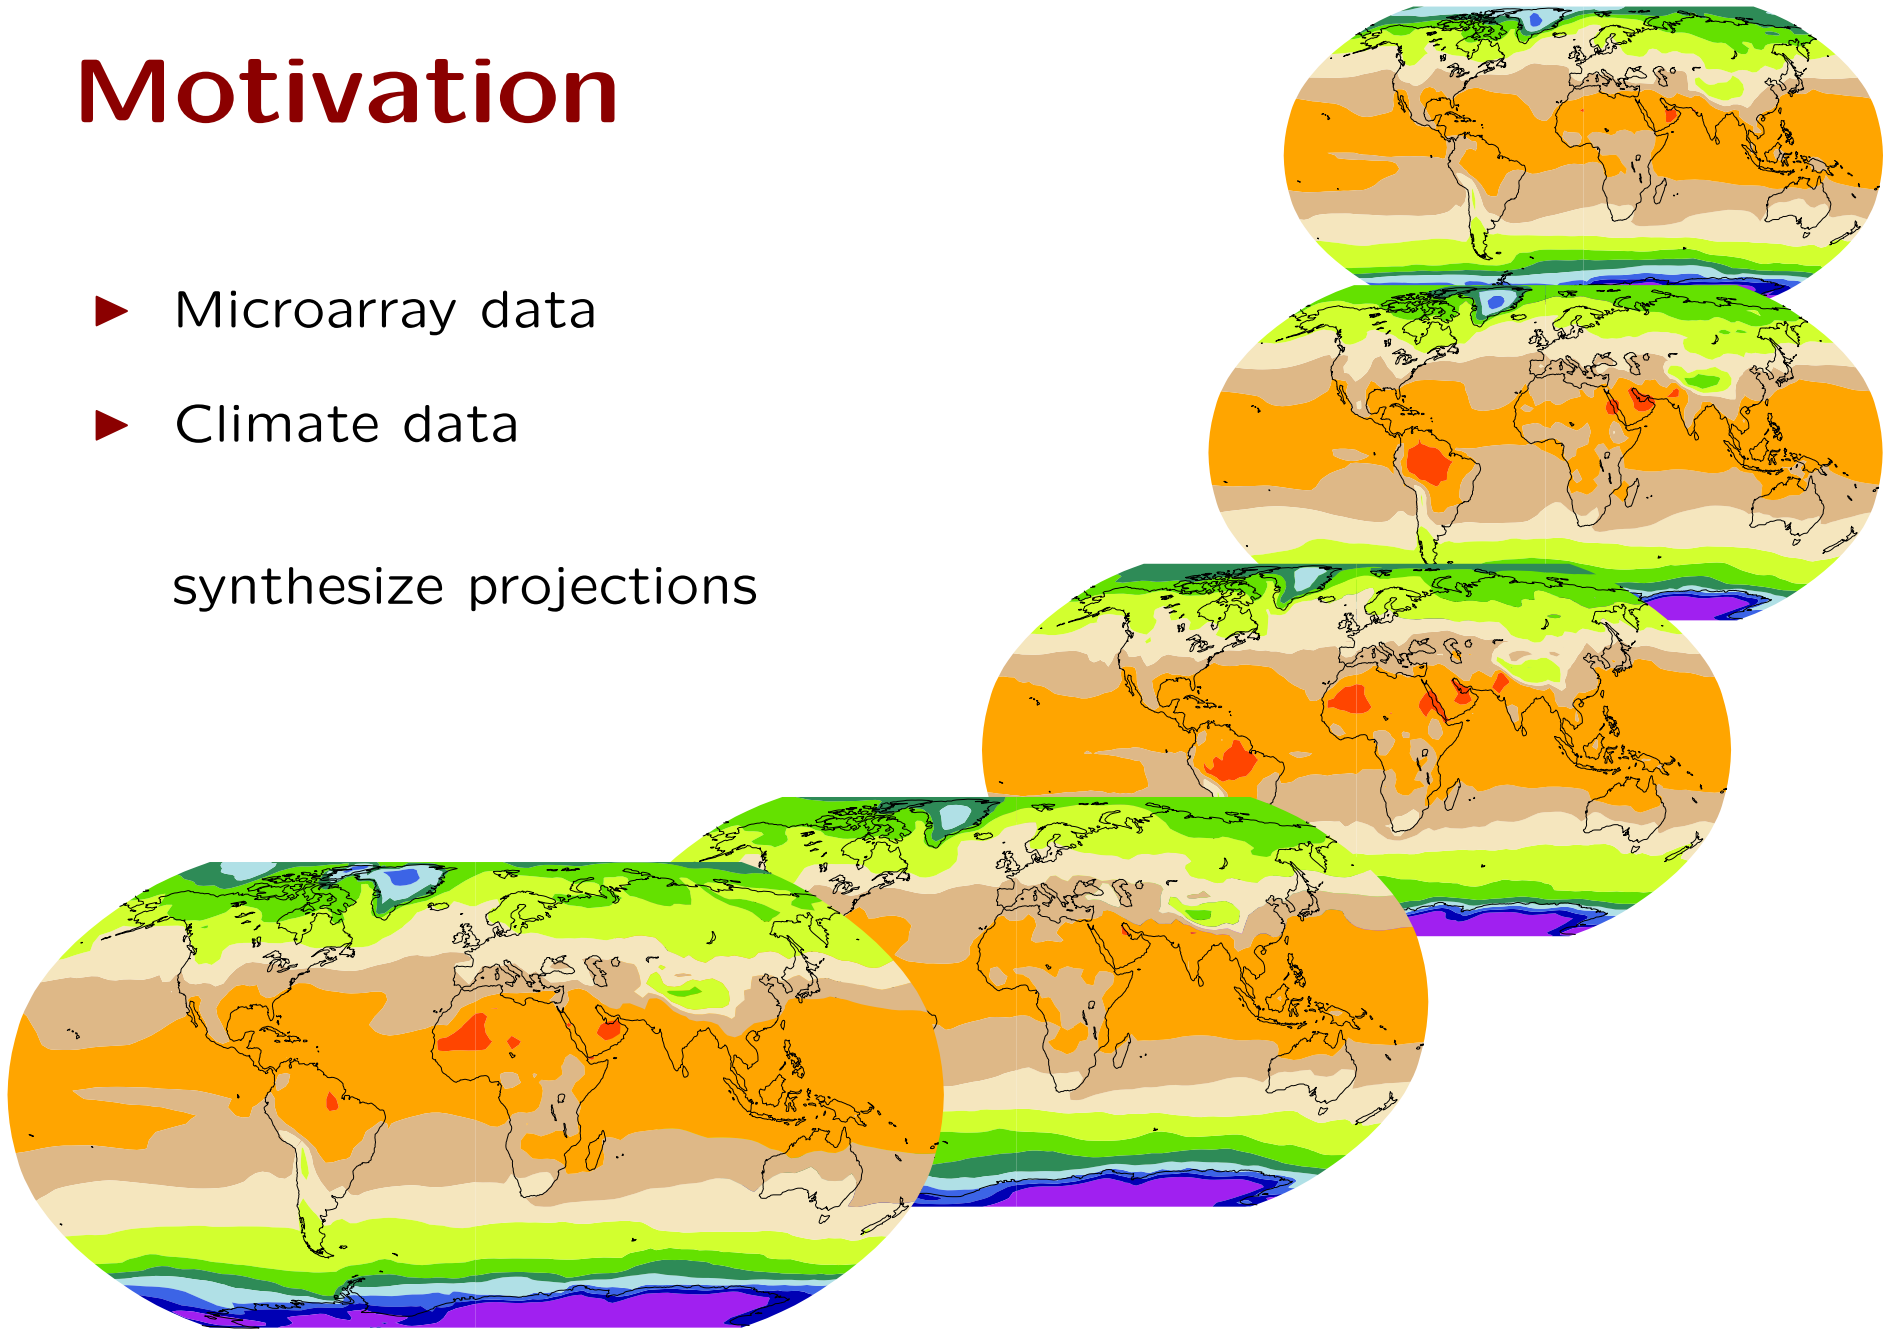 Motivation
Microarray data
Climate data
synthesize projections